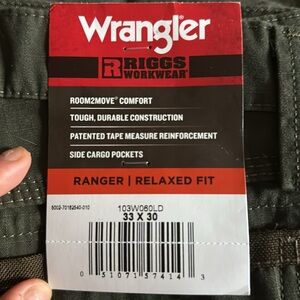 Wrangler
R RIGGS
WORKWEAR
ROOM2MOVE™ COMFORT
TOUGH, DURABLE CONSTRUCTION
PATENTED TAPE MEASURE REINFORCEMENT
SIDE CARGO POCKETS
RANGER | RELAXED FIT
103W060LD
33 X 30
0 51071 57414 3